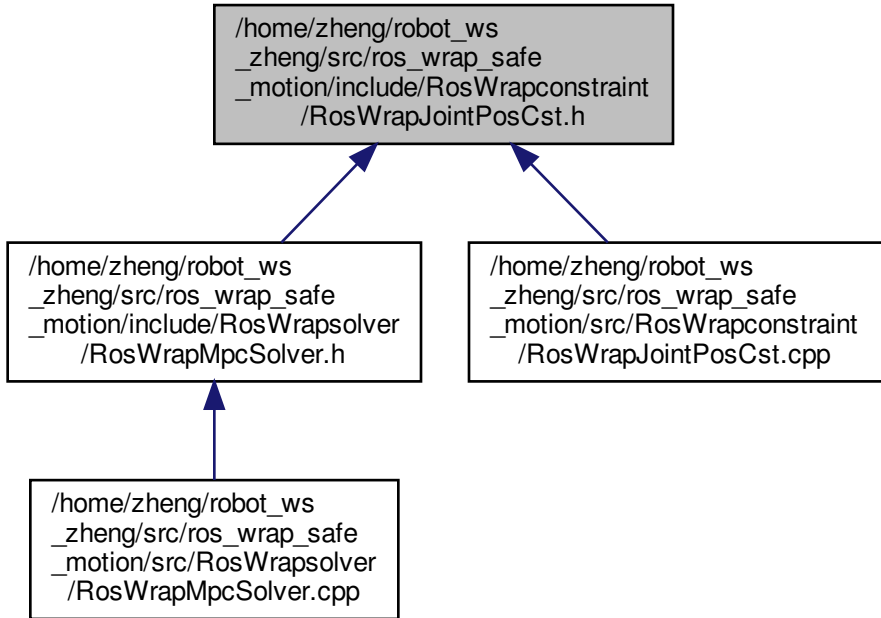 /home/zheng/robot_ws
_zheng/src/ros_wrap_safe
_motion/include/RosWrapconstraint
/RosWrapJointPosCst.h
/home/zheng/robot_ws
_zheng/src/ros_wrap_safe
_motion/include/RosWrapsolver
/RosWrapMpcSolver.h
/home/zheng/robot_ws
_zheng/src/ros_wrap_safe
_motion/src/RosWrapconstraint
/RosWrapJointPosCst.cpp
/home/zheng/robot_ws
_zheng/src/ros_wrap_safe
_motion/src/RosWrapsolver
/RosWrapMpcSolver.cpp